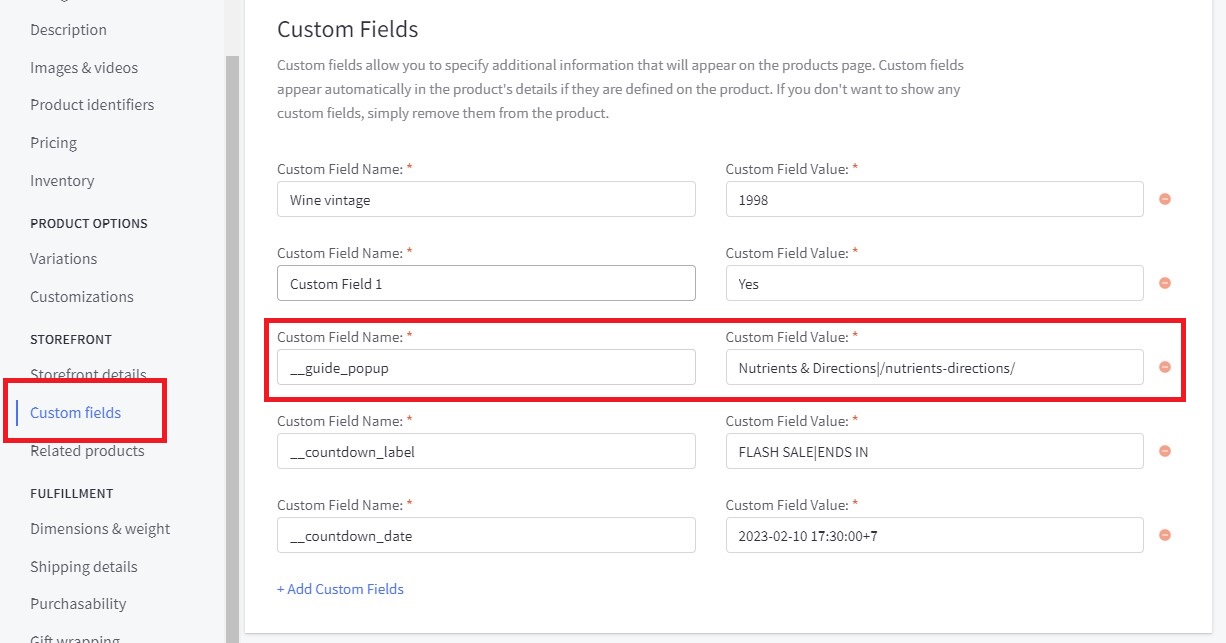 Description
Images & videos
Product identifiers
Pricing
Inventory
PRODUCT OPTIONS
Variations
Customizations
STOREFRONT
Storefront details
Custom fields
Related products
FULFILLMENT
Dimensions & weight
Shipping details
Purchasability
Gift wrapping
Custom Fields
Custom fields allow you to specify additional information that will appear on the products page. Custom fields
appear automatically in the product's details if they are defined on the product. If you don't want to show any
custom fields, simply remove them from the product.
Custom Field Name: * Custom Field Value: *
Wine vintage 1998
Custom Field Name: * Custom Field Value: *
Custom Field 1 Yes
Custom Field Name: * Custom Field Value: *
__guide_popup Nutrients & Directions|/nutrients-directions/
Custom Field Name: * Custom Field Value: *
__countdown_label FLASH SALE|ENDS IN
Custom Field Name: * Custom Field Value: *
__countdown_date 2023-02-10 17:30:00+7
+ Add Custom Fields